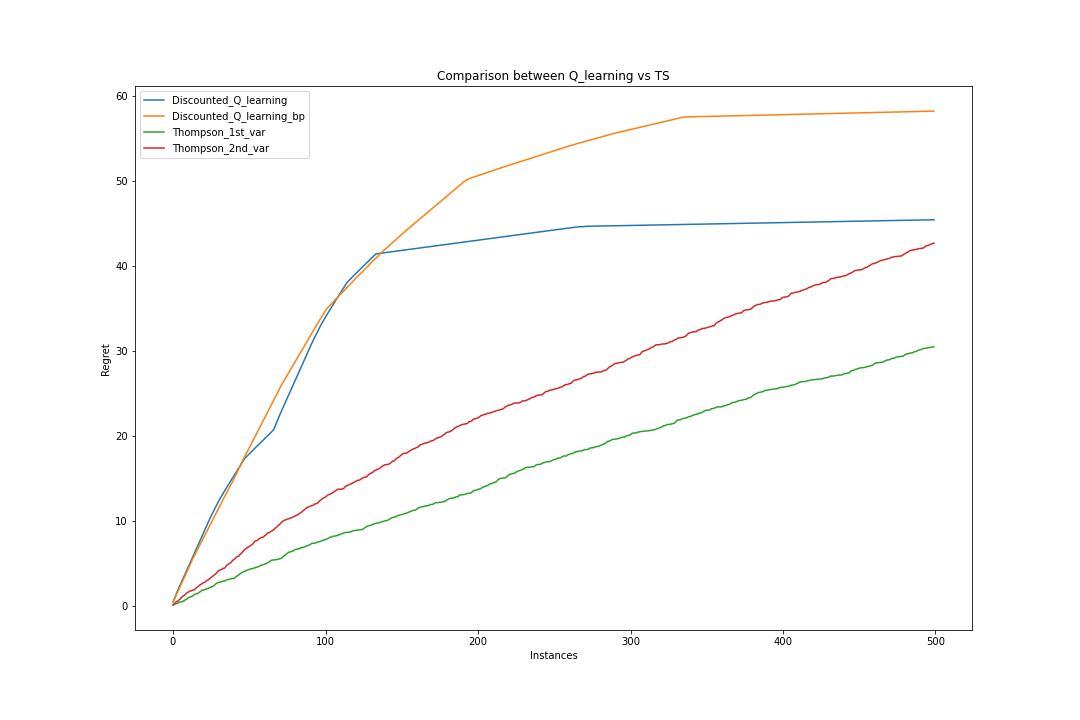 Comparison between Q_learning vs TS
Discounted_Q_learning
Discounted_Q_learning_bp
Thompson_1st_var
Thompson_2nd_var
60
50
40
30
20
10
0
Regret
0 100 200 300 400 500
Instances